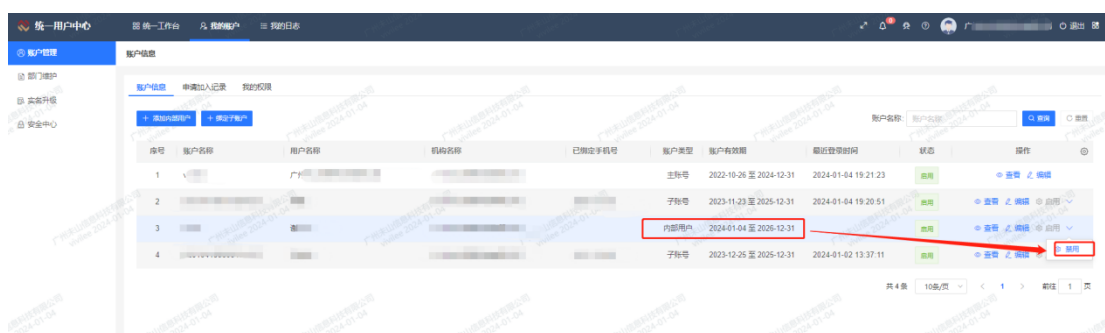 统一用户中心 统一工作台 我的账户 我的日志 退出
账户管理 账户信息
部门维护
账户信息 申请加入记录 我的权限
实名升级
安全中心
+ 添加内部用户 + 绑定子账户 账户名称: 账户名称 查询 重置
序号 账户名称 用户名称 机构名称 已绑定手机号 账户类型 账户有效期 最近登录时间 状态 操作
1 主账号 2022-10-26 至 2024-12-31 2024-01-04 19:21:23 启用 查看 编辑
2 子账号 2023-11-23 至 2025-12-31 2024-01-04 19:20:51 启用 查看 编辑 启用
3 内部用户 2024-01-04 至 2026-12-31 启用 查看 编辑 启用
禁用
4 子账号 2023-12-25 至 2025-12-31 2024-01-02 13:37:11 启用 查看 编辑
共 4 条 10条/页 < 1 > 前往 1 页